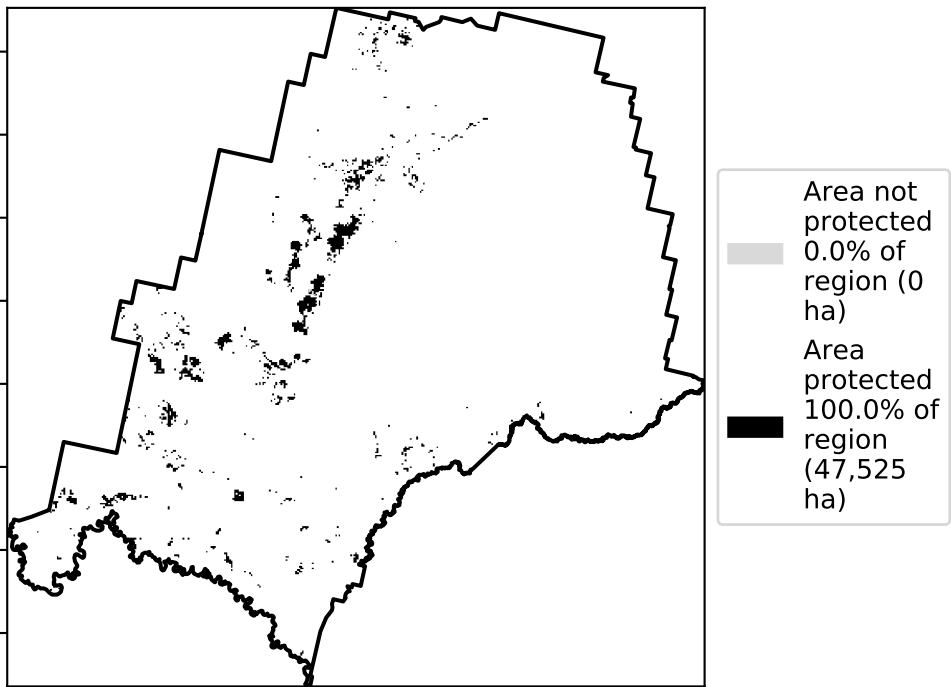 Area not
protected
0.0% of
region (0
ha)
Area
protected
100.0% of
region
(47,525
ha)